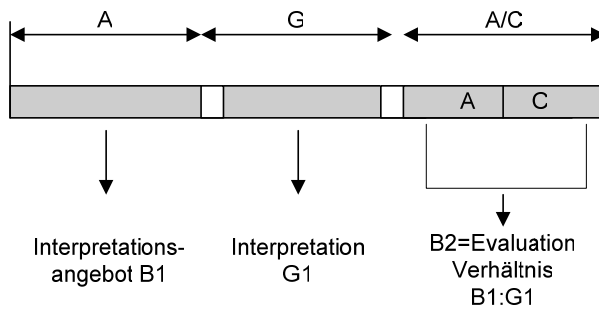 A G A/C
A C
Interpretations-
angebot B1
Interpretation
G1
B2=Evaluation
Verhältnis
B1:G1